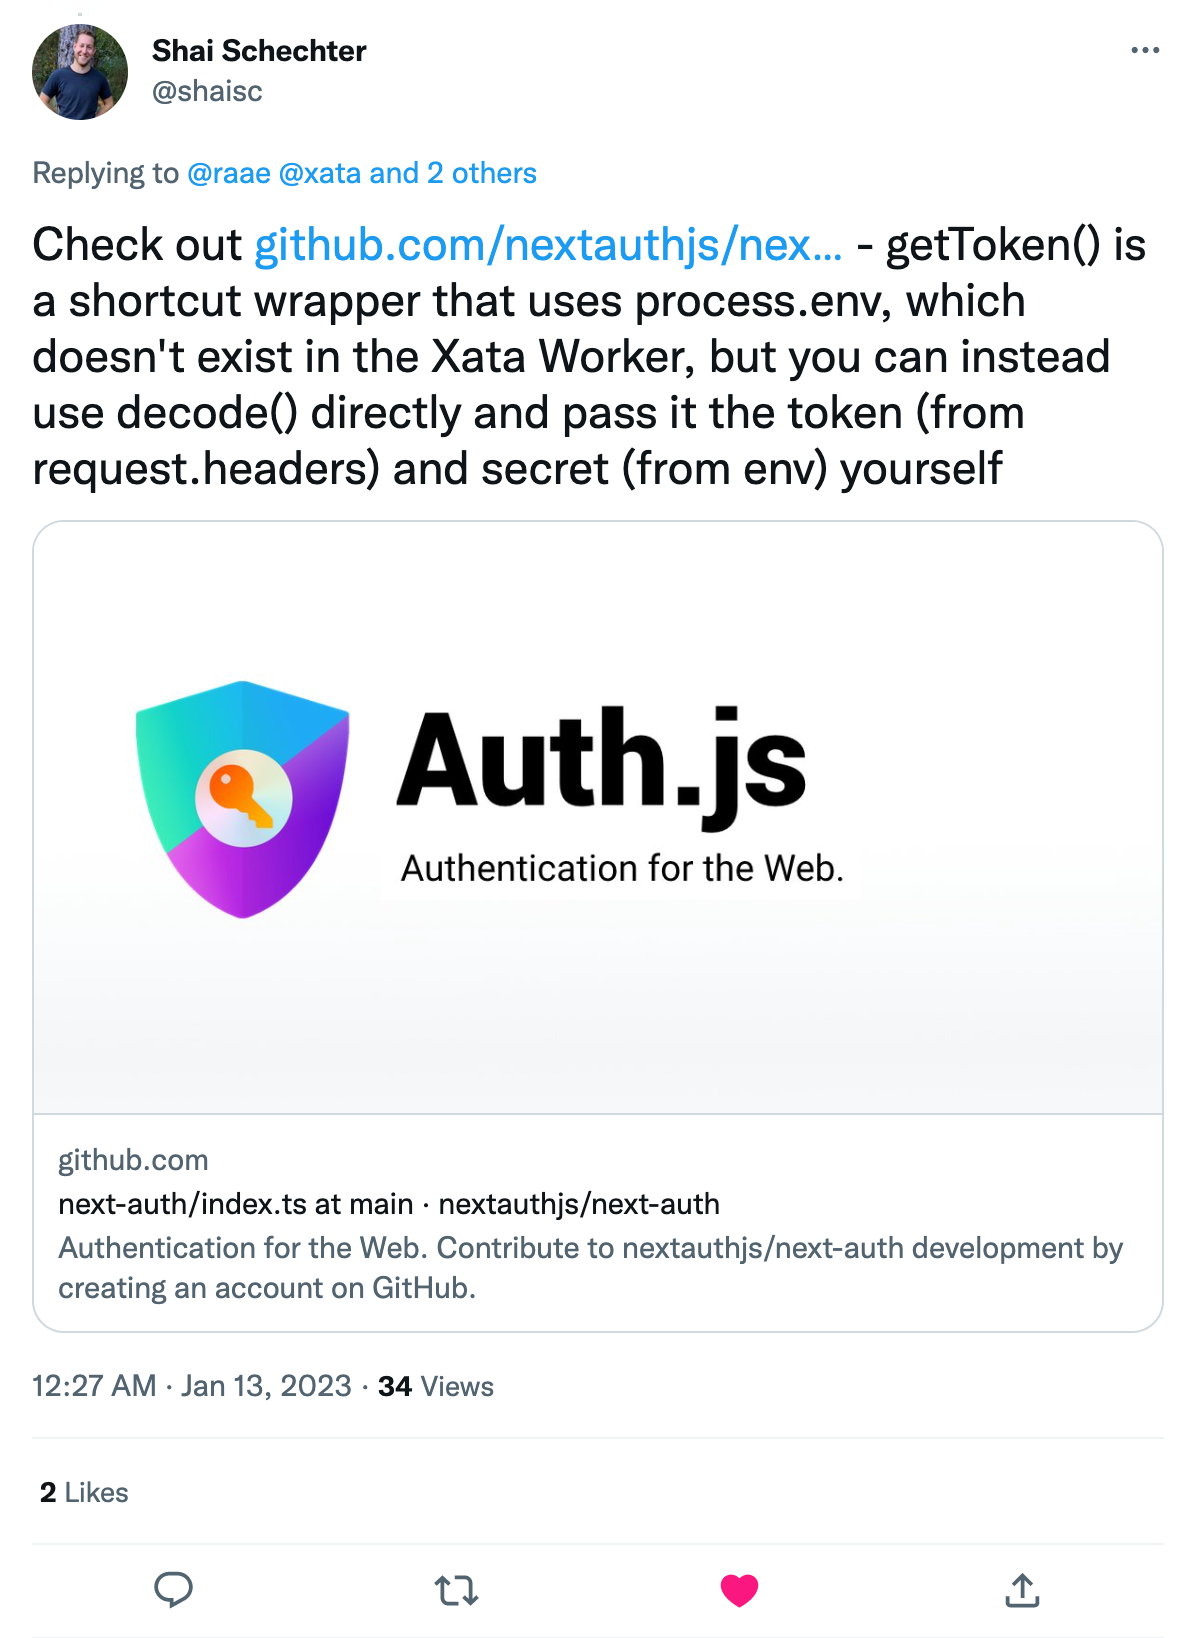 Shai Schechter
@shaisc
Replying to @raae @xata and 2 others
Check out github.com/nextauthjs/nex... - getToken() is
a shortcut wrapper that uses process.env, which
doesn't exist in the Xata Worker, but you can instead
use decode() directly and pass it the token (from
request.headers) and secret (from env) yourself
Auth.js
Authentication for the Web.
github.com
next-auth/index.ts at main · nextauthjs/next-auth
Authentication for the Web. Contribute to nextauthjs/next-auth development by
creating an account on GitHub.
12:27 AM · Jan 13, 2023 · 34 Views
2 Likes